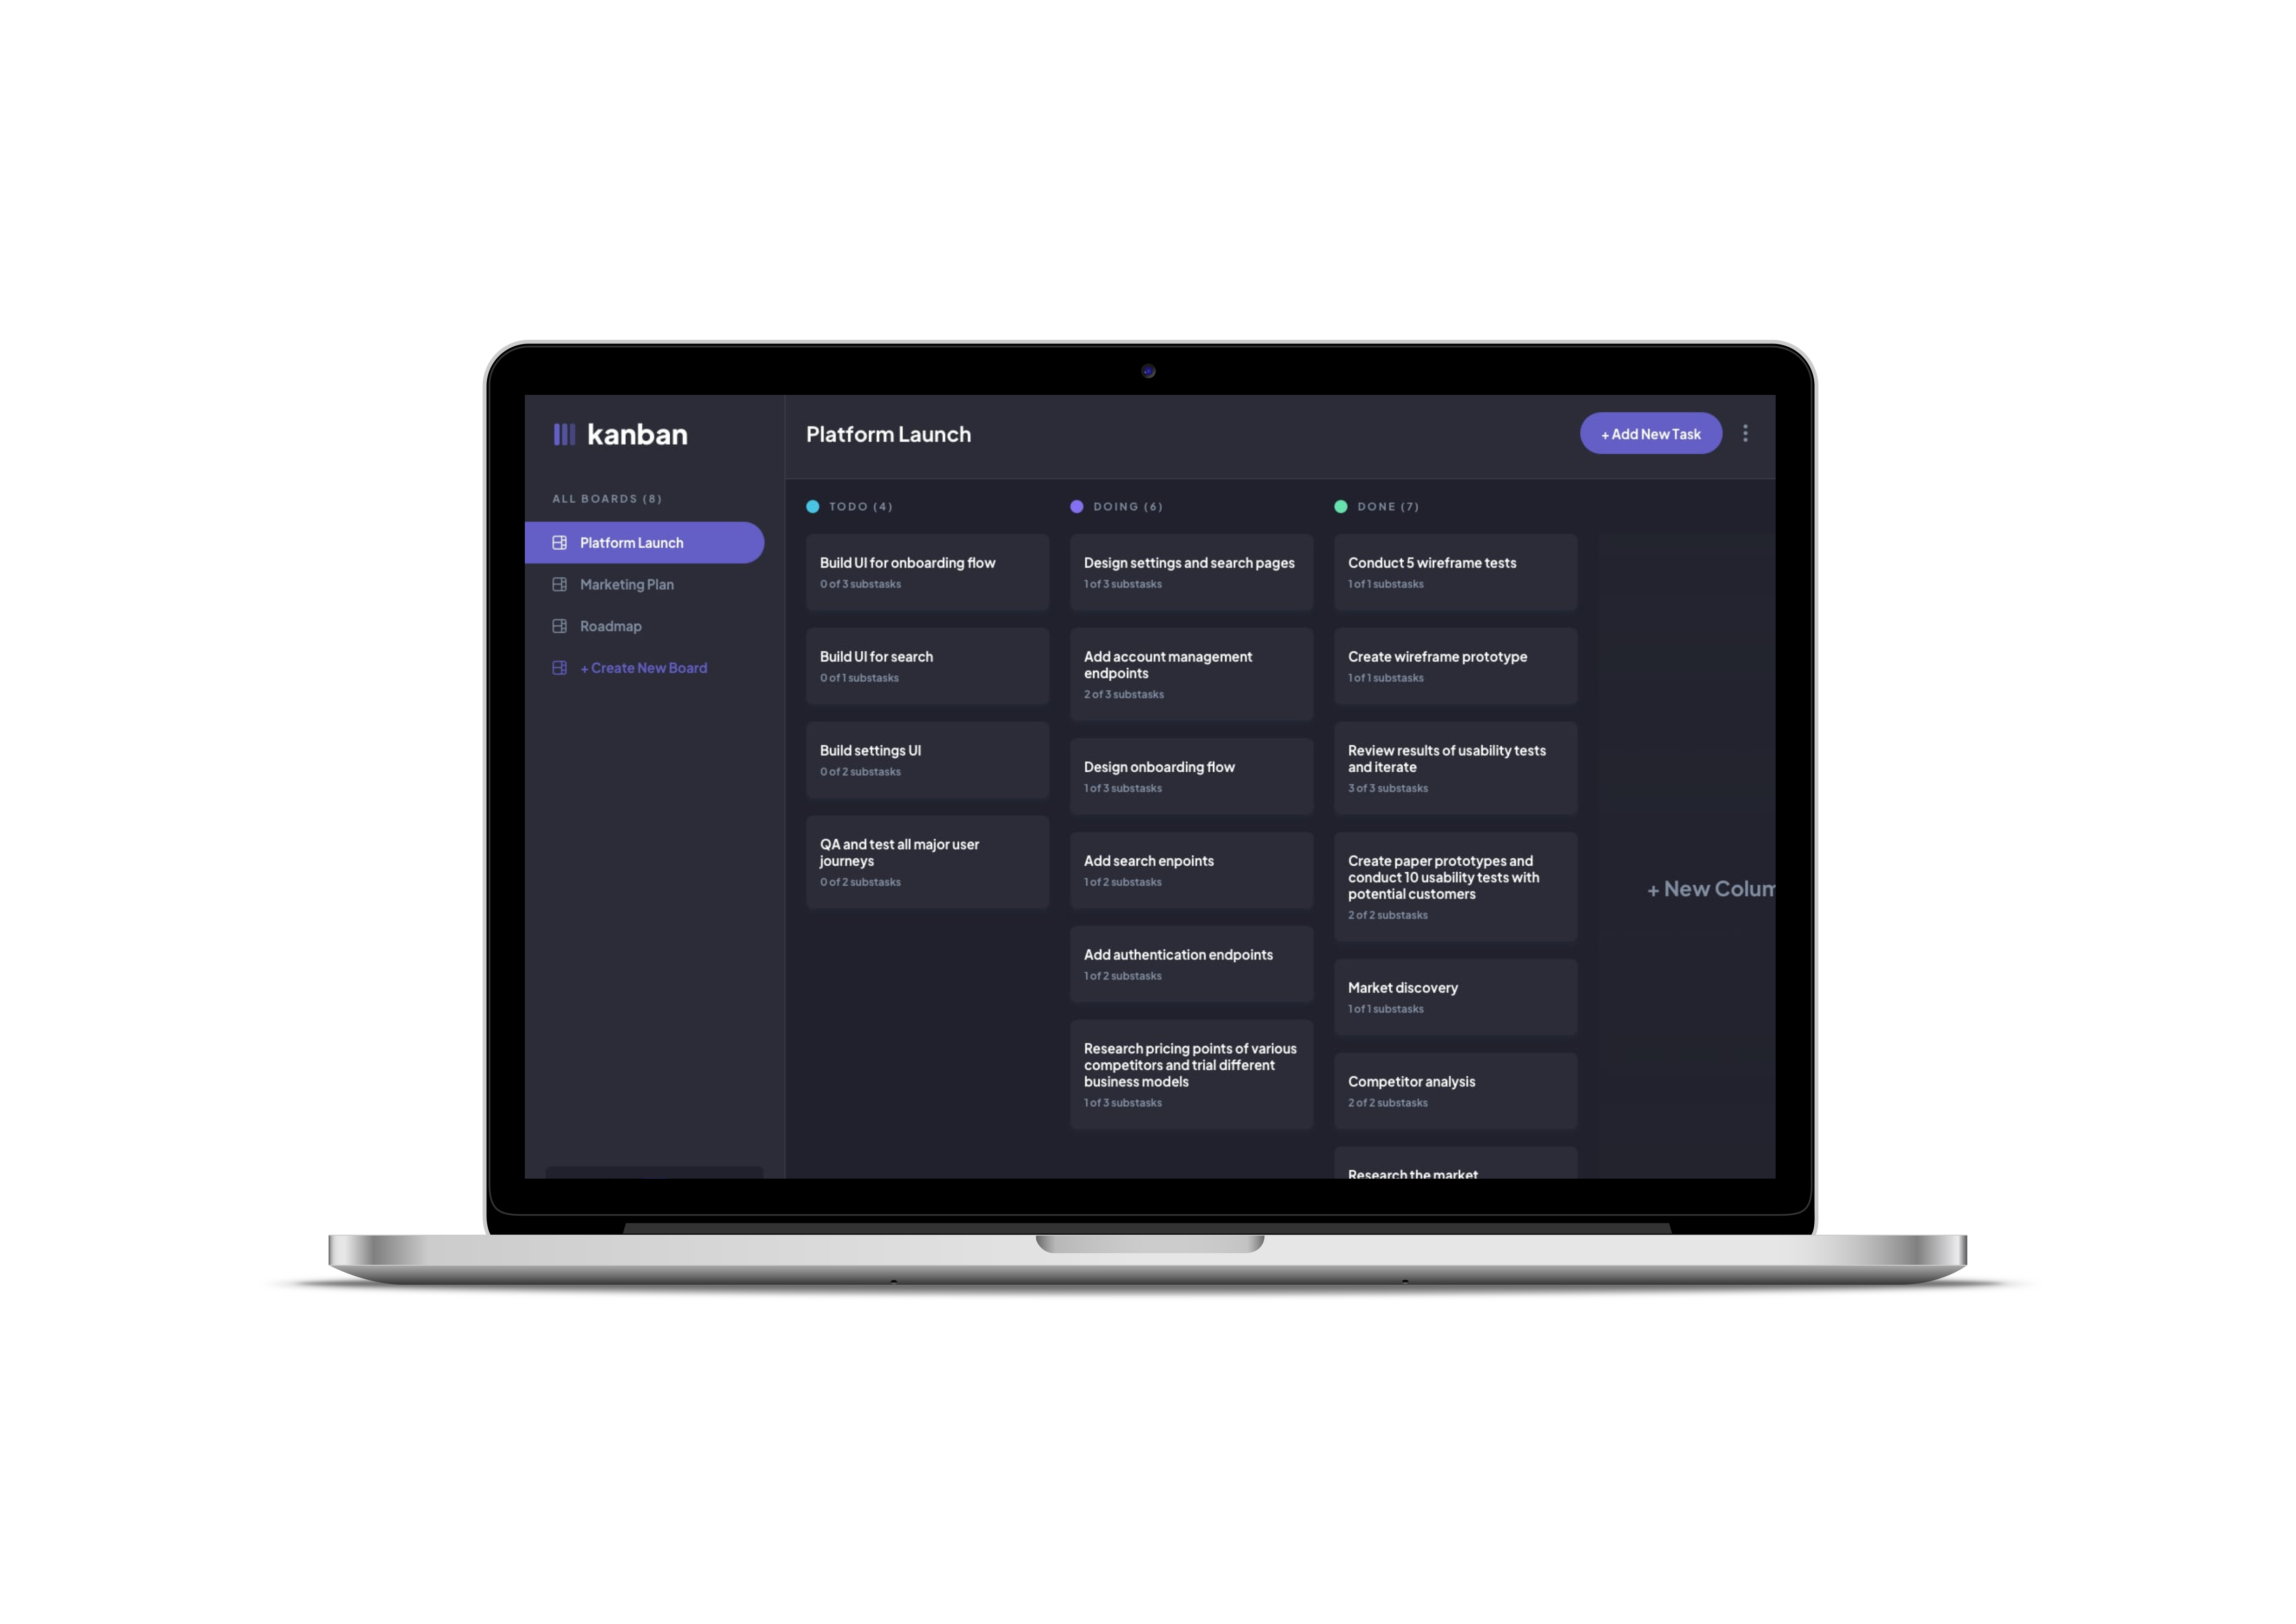 kanban
Platform Launch
+ Add New Task
ALL BOARDS (8)
Platform Launch
Marketing Plan
Roadmap
+ Create New Board
TODO (4)
Build UI for onboarding flow
0 of 3 substasks
Build UI for search
0 of 1 substasks
Build settings UI
0 of 2 substasks
QA and test all major user
journeys
0 of 2 substasks
DOING (6)
Design settings and search pages
1 of 3 substasks
Add account management
endpoints
2 of 3 substasks
Design onboarding flow
1 of 3 substasks
Add search enpoints
1 of 2 substasks
Add authentication endpoints
1 of 2 substasks
Research pricing points of various
competitors and trial different
business models
1 of 3 substasks
DONE (7)
Conduct 5 wireframe tests
1 of 1 substasks
Create wireframe prototype
1 of 1 substasks
Review results of usability tests
and iterate
3 of 3 substasks
Create paper prototypes and
conduct 10 usability tests with
potential customers
2 of 2 substasks
Market discovery
1 of 1 substasks
Competitor analysis
2 of 2 substasks
Research the market
+ New Colum